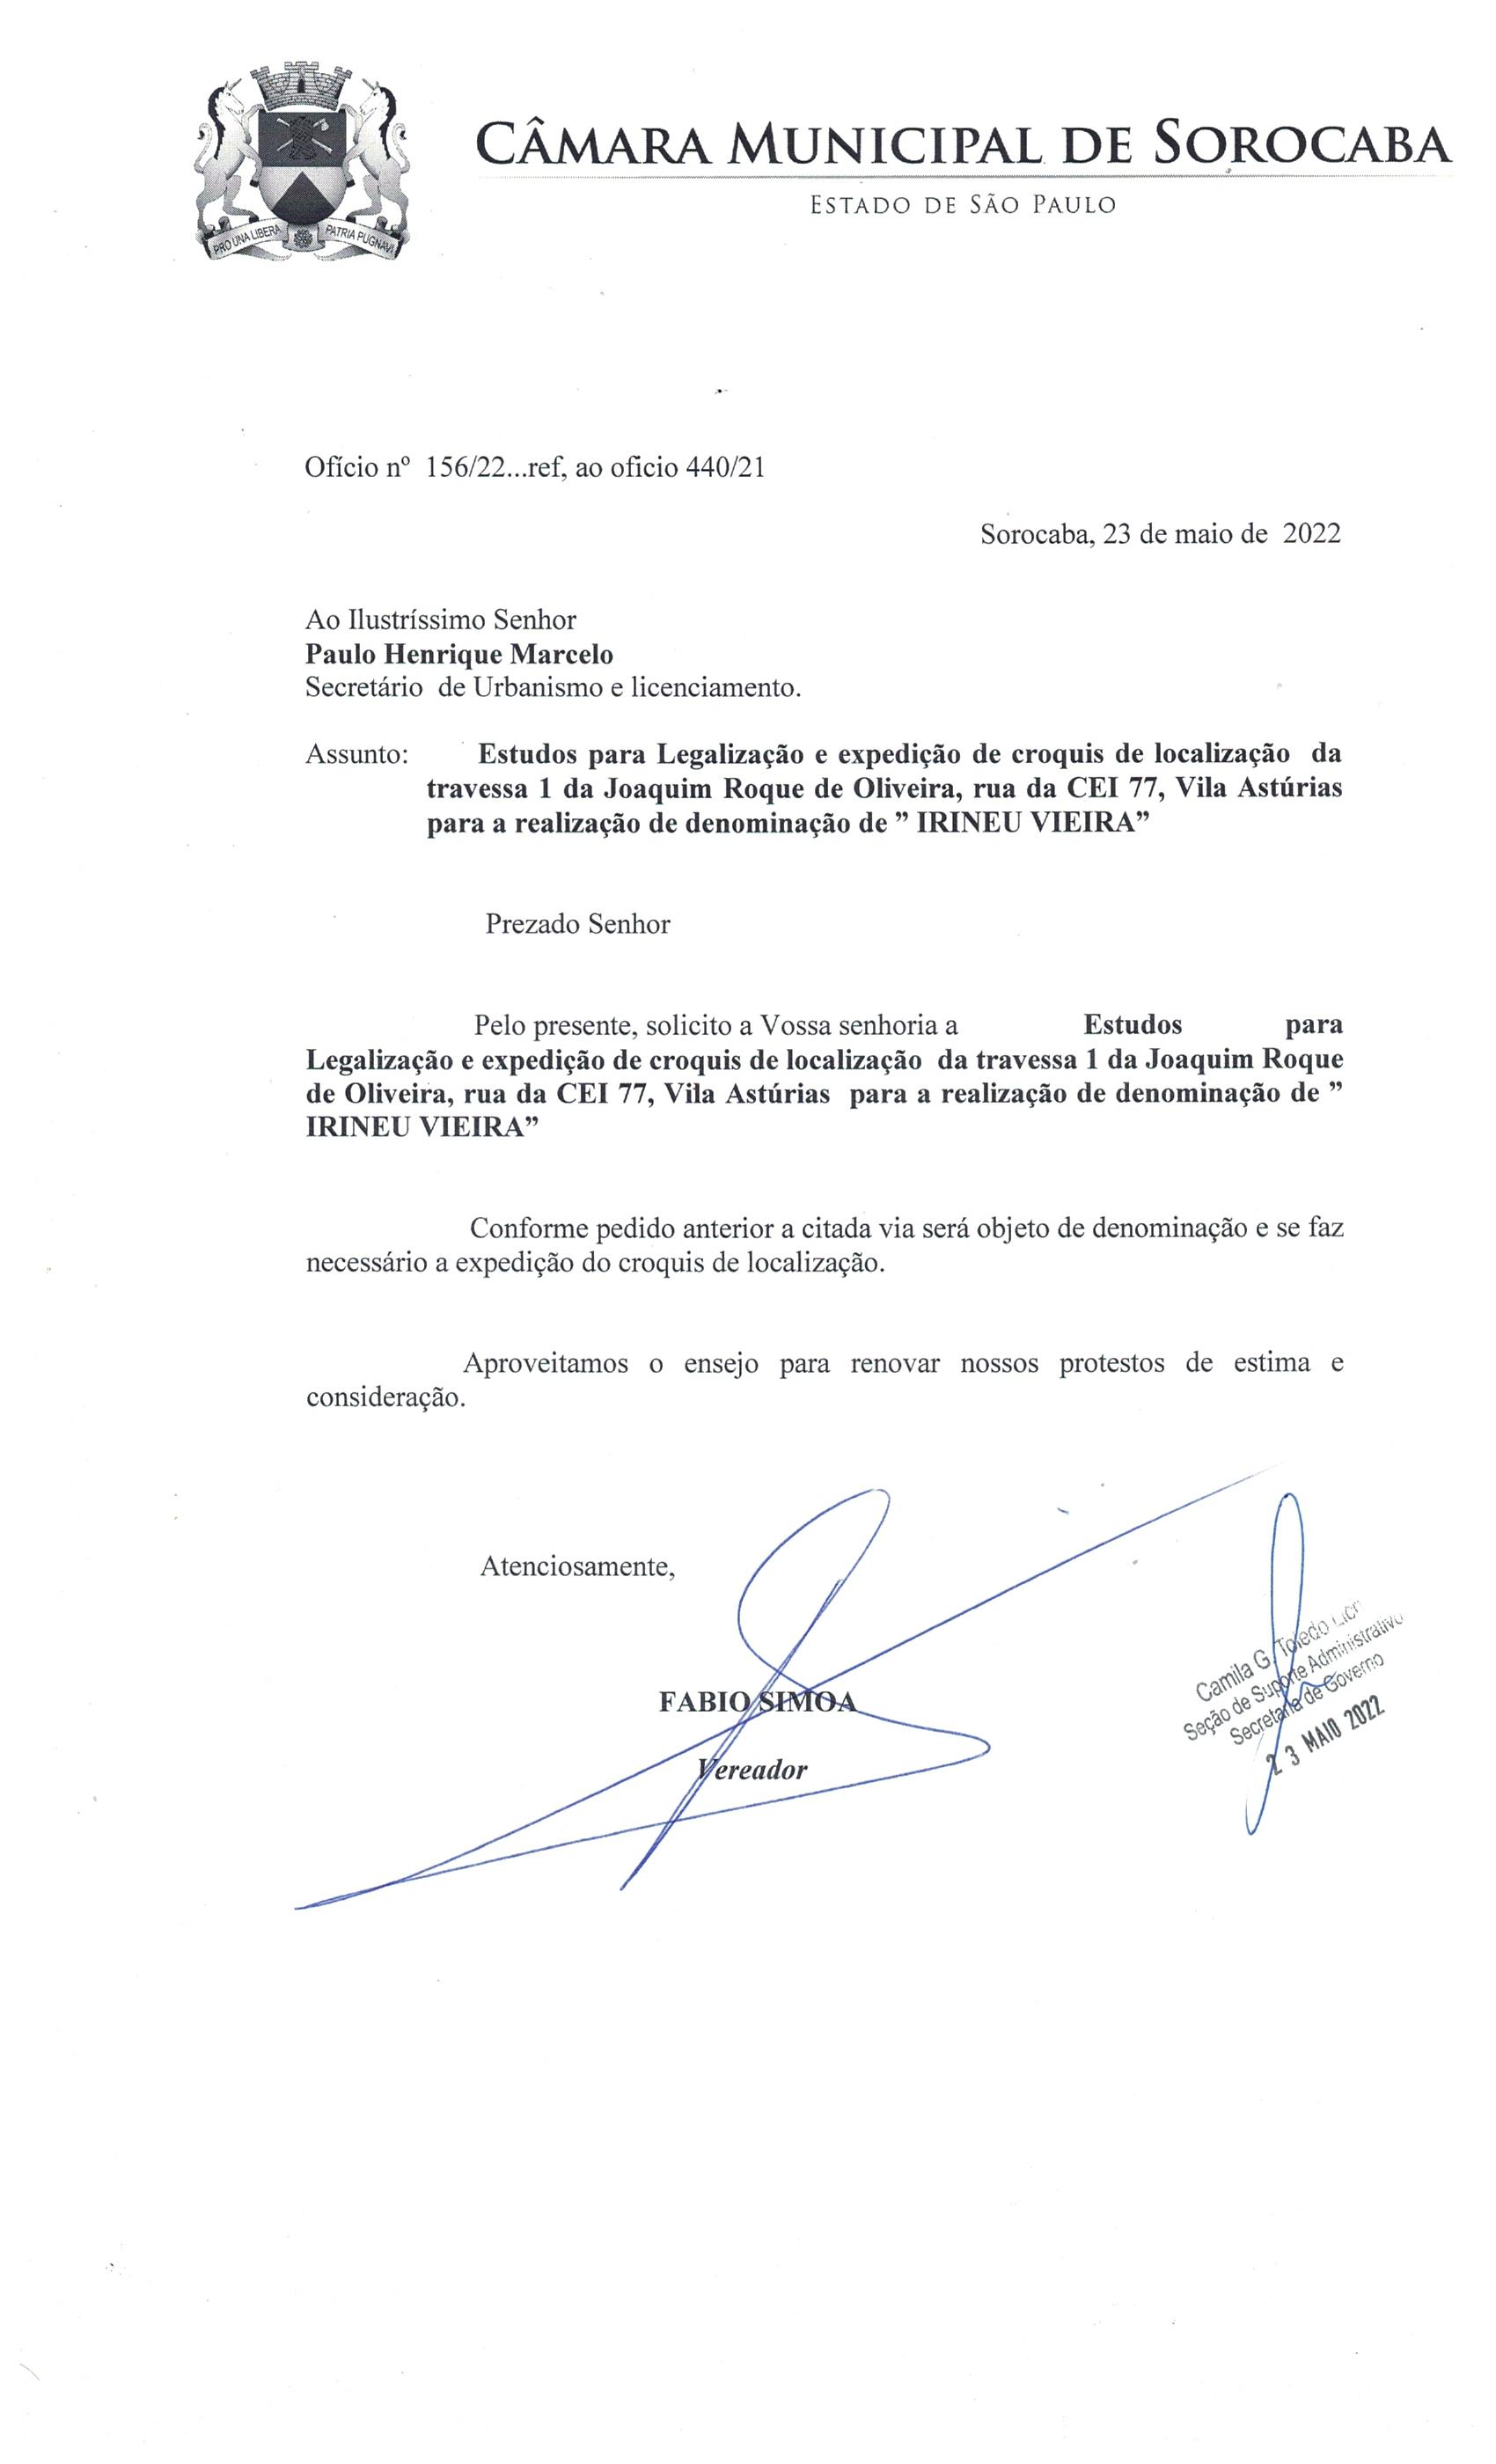 CÂMARA MUNICIPAL DE SOROCABA
ESTADO DE SÃO PAULO
PRO UNA LIBERA PATRIA PUGNAVI
Ofício nº 156/22...ref, ao oficio 440/21
Sorocaba, 23 de maio de 2022
Ao Ilustríssimo Senhor
Paulo Henrique Marcelo
Secretário de Urbanismo e licenciamento.
Assunto: Estudos para Legalização e expedição de croquis de localização da
travessa 1 da Joaquim Roque de Oliveira, rua da CEI 77, Vila Astúrias
para a realização de denominação de ” IRINEU VIEIRA”
Prezado Senhor
Pelo presente, solicito a Vossa senhoria a Estudos para
Legalização e expedição de croquis de localização da travessa 1 da Joaquim Roque
de Oliveira, rua da CEI 77, Vila Astúrias para a realização de denominação de ”
IRINEU VIEIRA”
Conforme pedido anterior a citada via será objeto de denominação e se faz
necessário a expedição do croquis de localização.
Aproveitamos o ensejo para renovar nossos protestos de estima e
consideração.
Atenciosamente,
FABIO SIMOA
Vereador
Camila G. Toledo
Seção de Suporte Administrativo
Secretaria de Governo
23 MAIO 2022